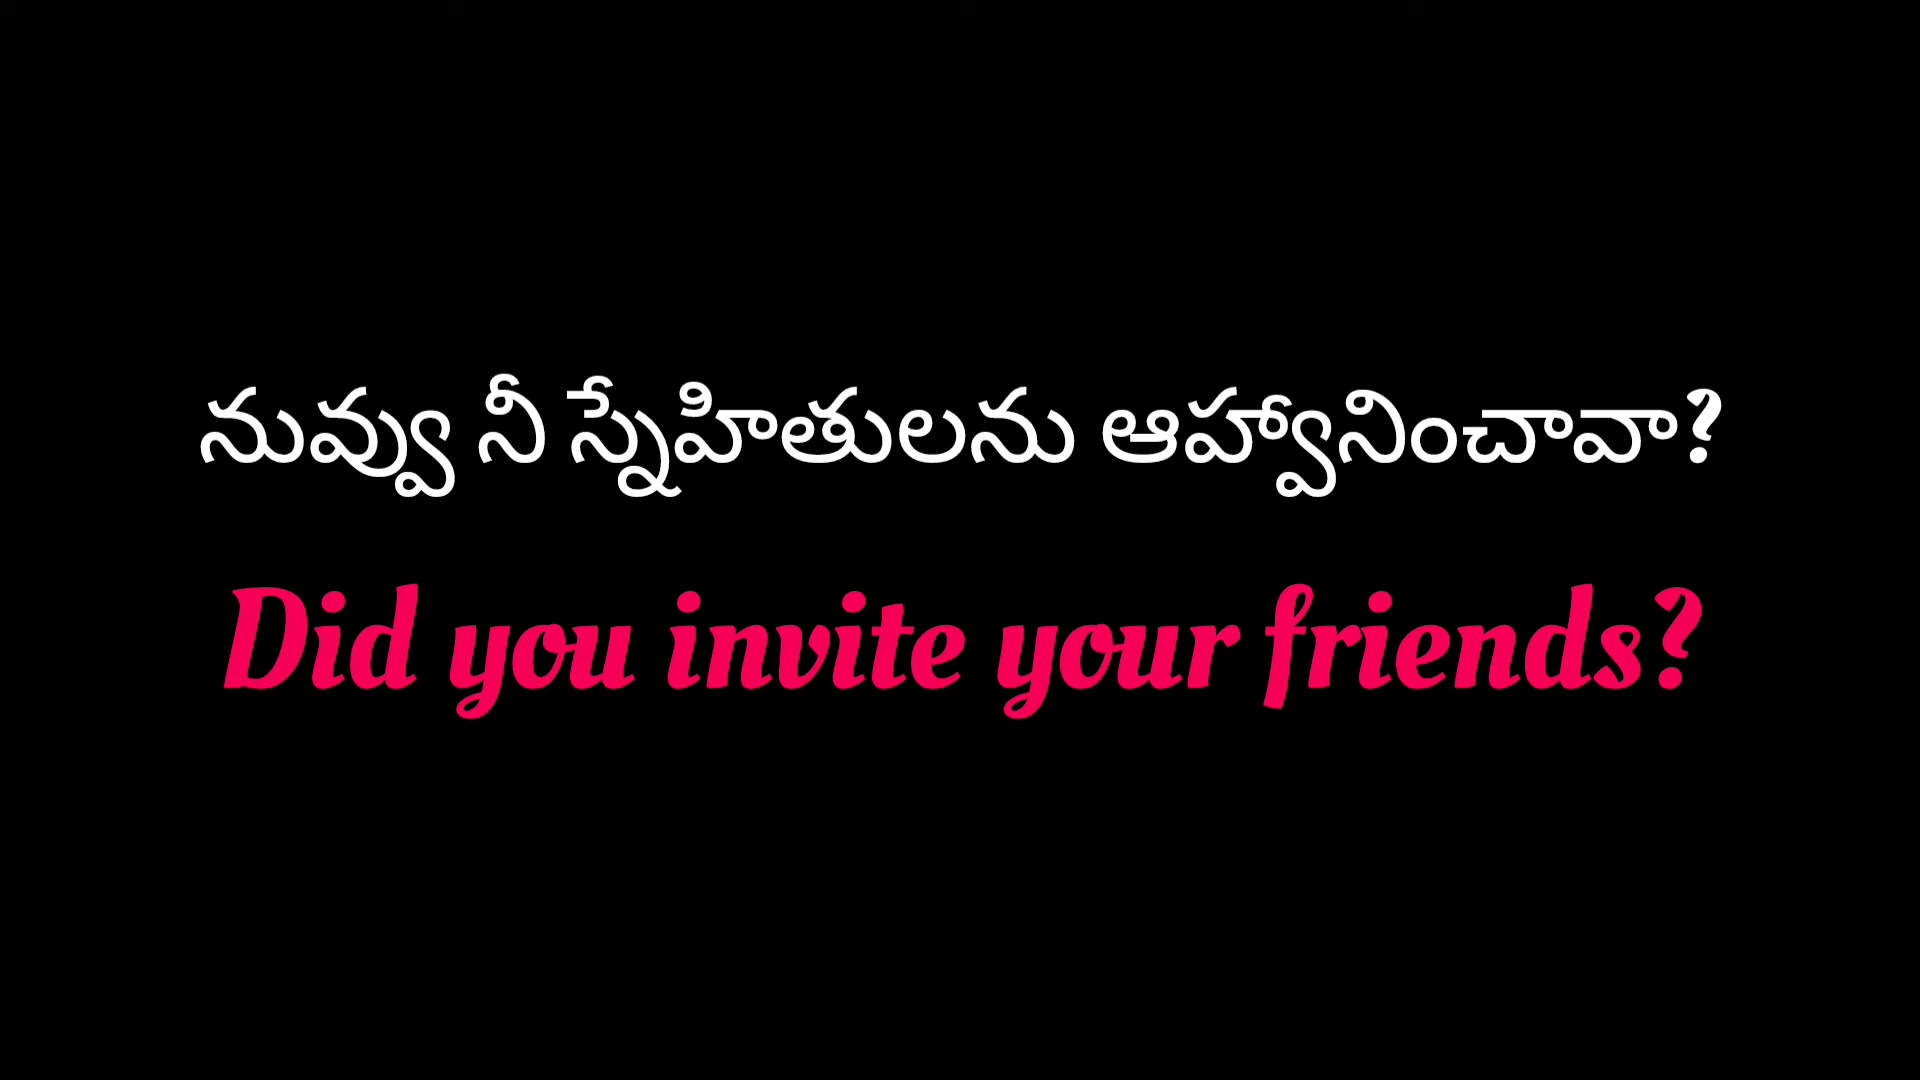 నువ్వు నీ స్నేహితులను ఆహ్వానించావా?
Did you invite your friends?